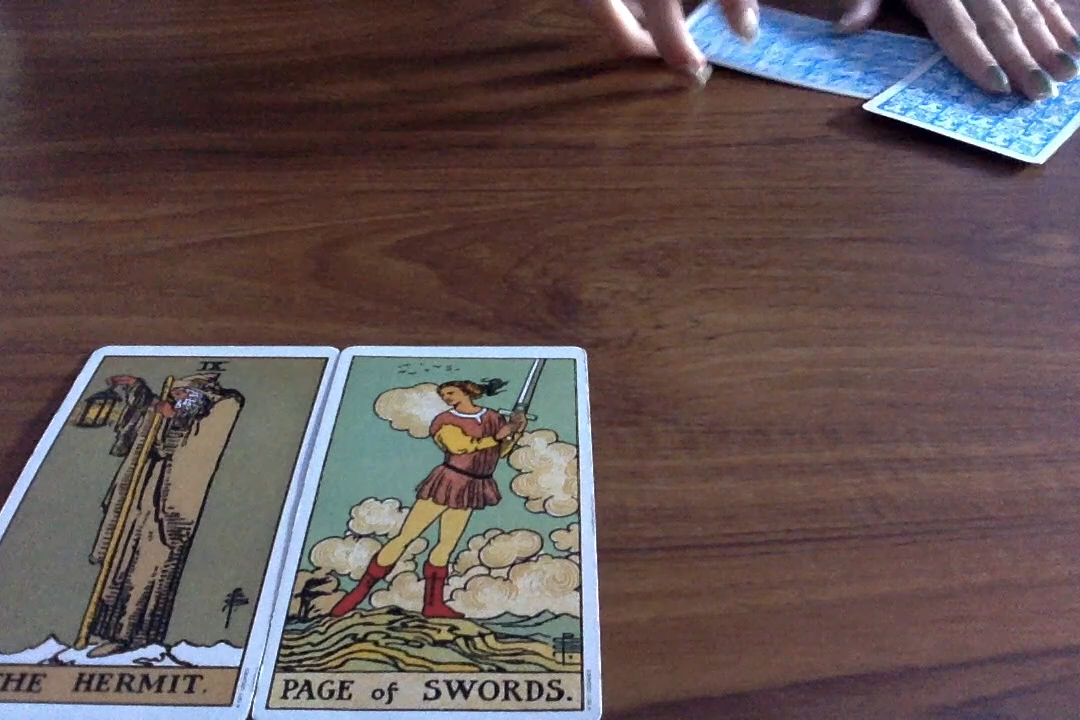 IX
THE HERMIT.
PAGE of SWORDS.